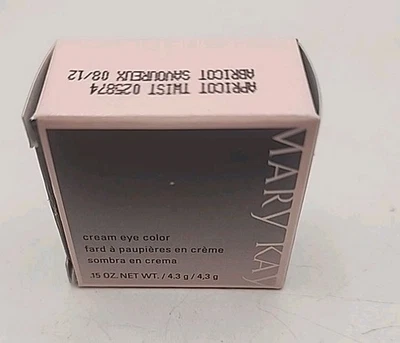 APRICOT TWIST 025874
ABRICOT SAVOUREUX 08/12
MARY KAY
cream eye color
fard à paupières en crème
sombra en crema
.15 OZ. NET WT. / 4.3 g / 4,3 g